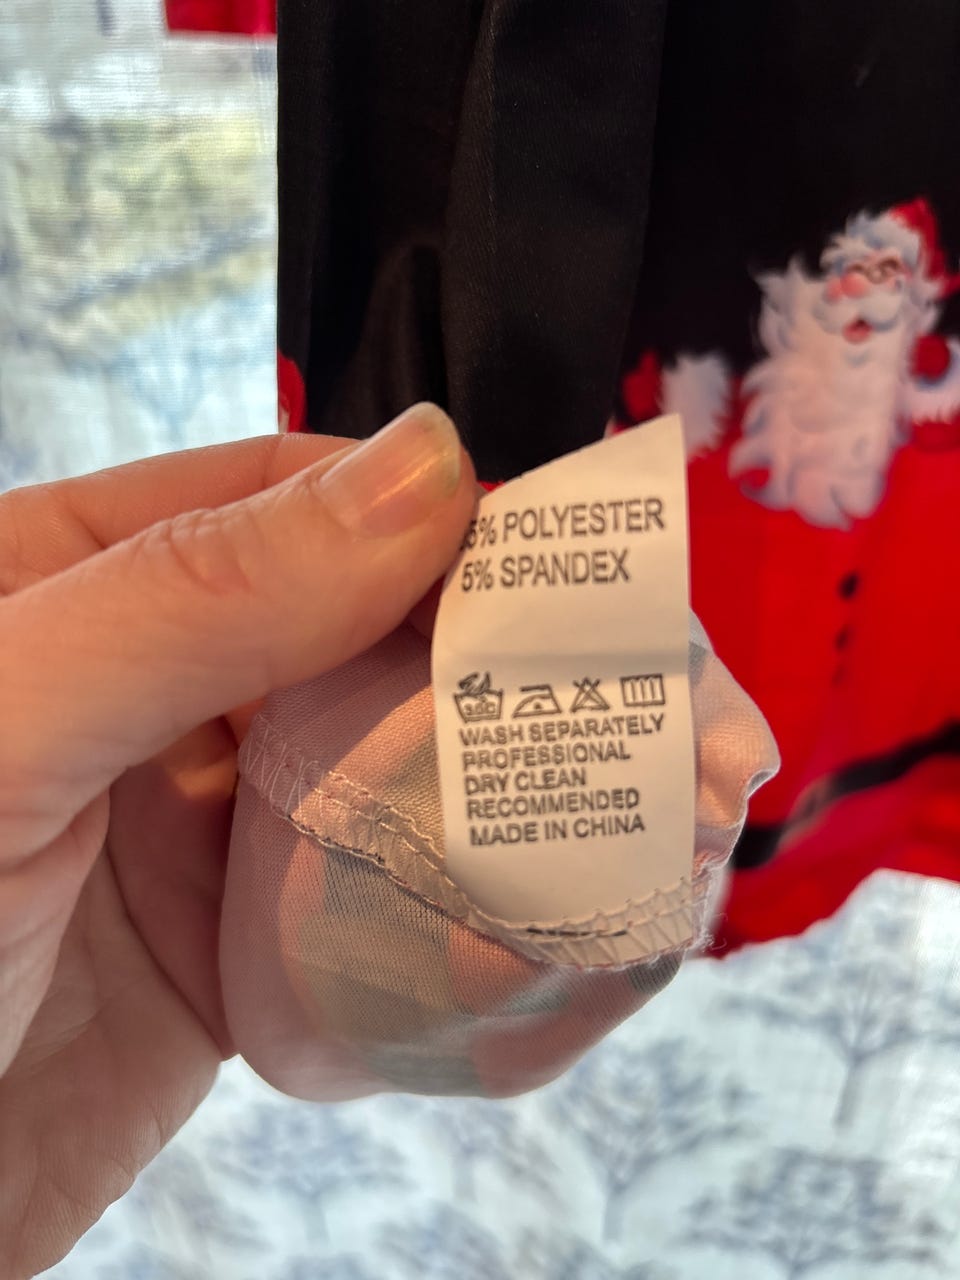 5% POLYESTER
5% SPANDEX
WASH SEPARATELY
PROFESSIONAL
DRY CLEAN
RECOMMENDED
MADE IN CHINA